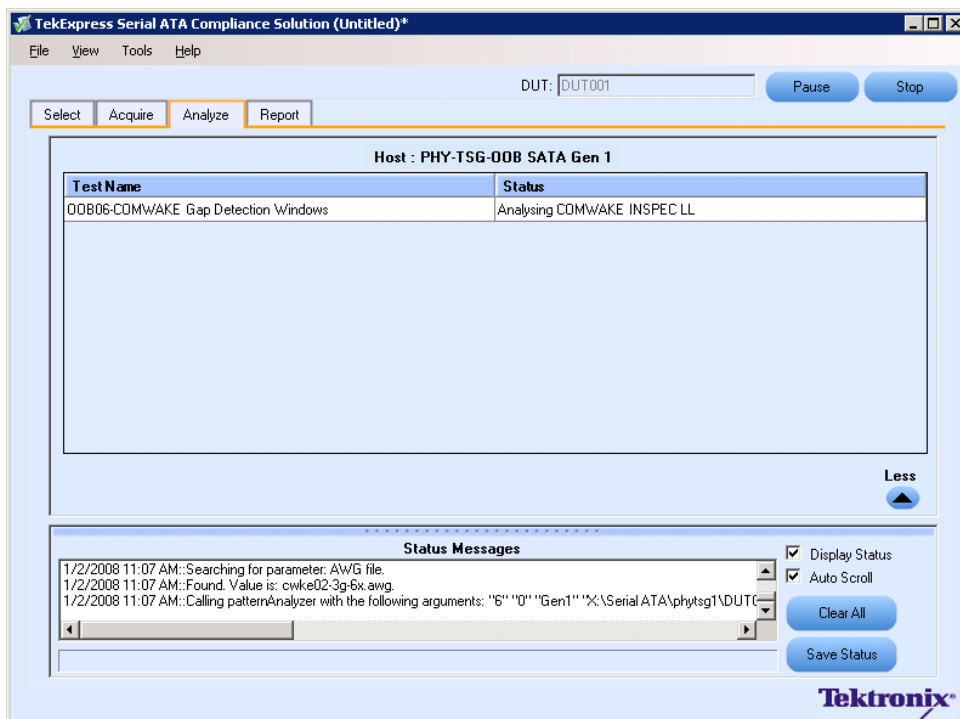 TekExpress Serial ATA Compliance Solution (Untitled)*
File View Tools Help
DUT: DUT001 Pause Stop
Select Acquire Analyze Report
Host : PHY-TSG-OOB SATA Gen 1
Test Name Status
OOB06-COMWAKE Gap Detection Windows Analysing COMWAKE INSPEC LL
Less
Status Messages
1/2/2008 11:07 AM::Searching for parameter: AWG file.
1/2/2008 11:07 AM::Found. Value is: cwke02-3g-6x.awg.
1/2/2008 11:07 AM::Calling patternAnalyzer with the following arguments: "6" "0" "Gen1" "X:\Serial ATA\phytsg1\DUT
Display Status
Auto Scroll
Clear All
Save Status
Tektronix